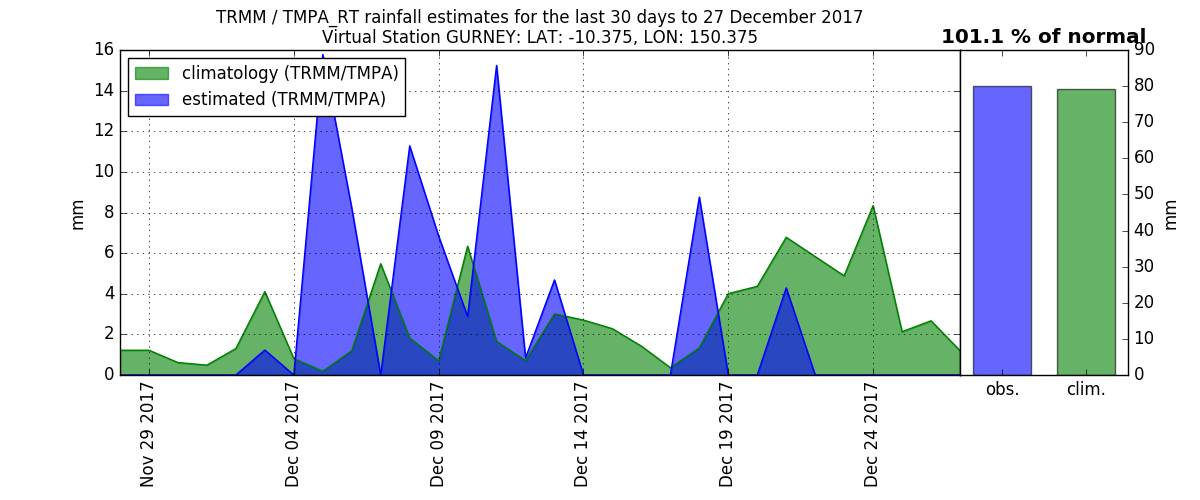 TRMM / TMPA_RT rainfall estimates for the last 30 days to 27 December 2017
Virtual Station GURNEY: LAT: -10.375, LON: 150.375
101.1 % of normal
climatology (TRMM/TMPA)
estimated (TRMM/TMPA)
16
14
12
10
8
6
4
2
0
mm
Nov 29 2017
Dec 04 2017
Dec 09 2017
Dec 14 2017
Dec 19 2017
Dec 24 2017
obs.
clim.
90
80
70
60
50
40
30
20
10
0
mm